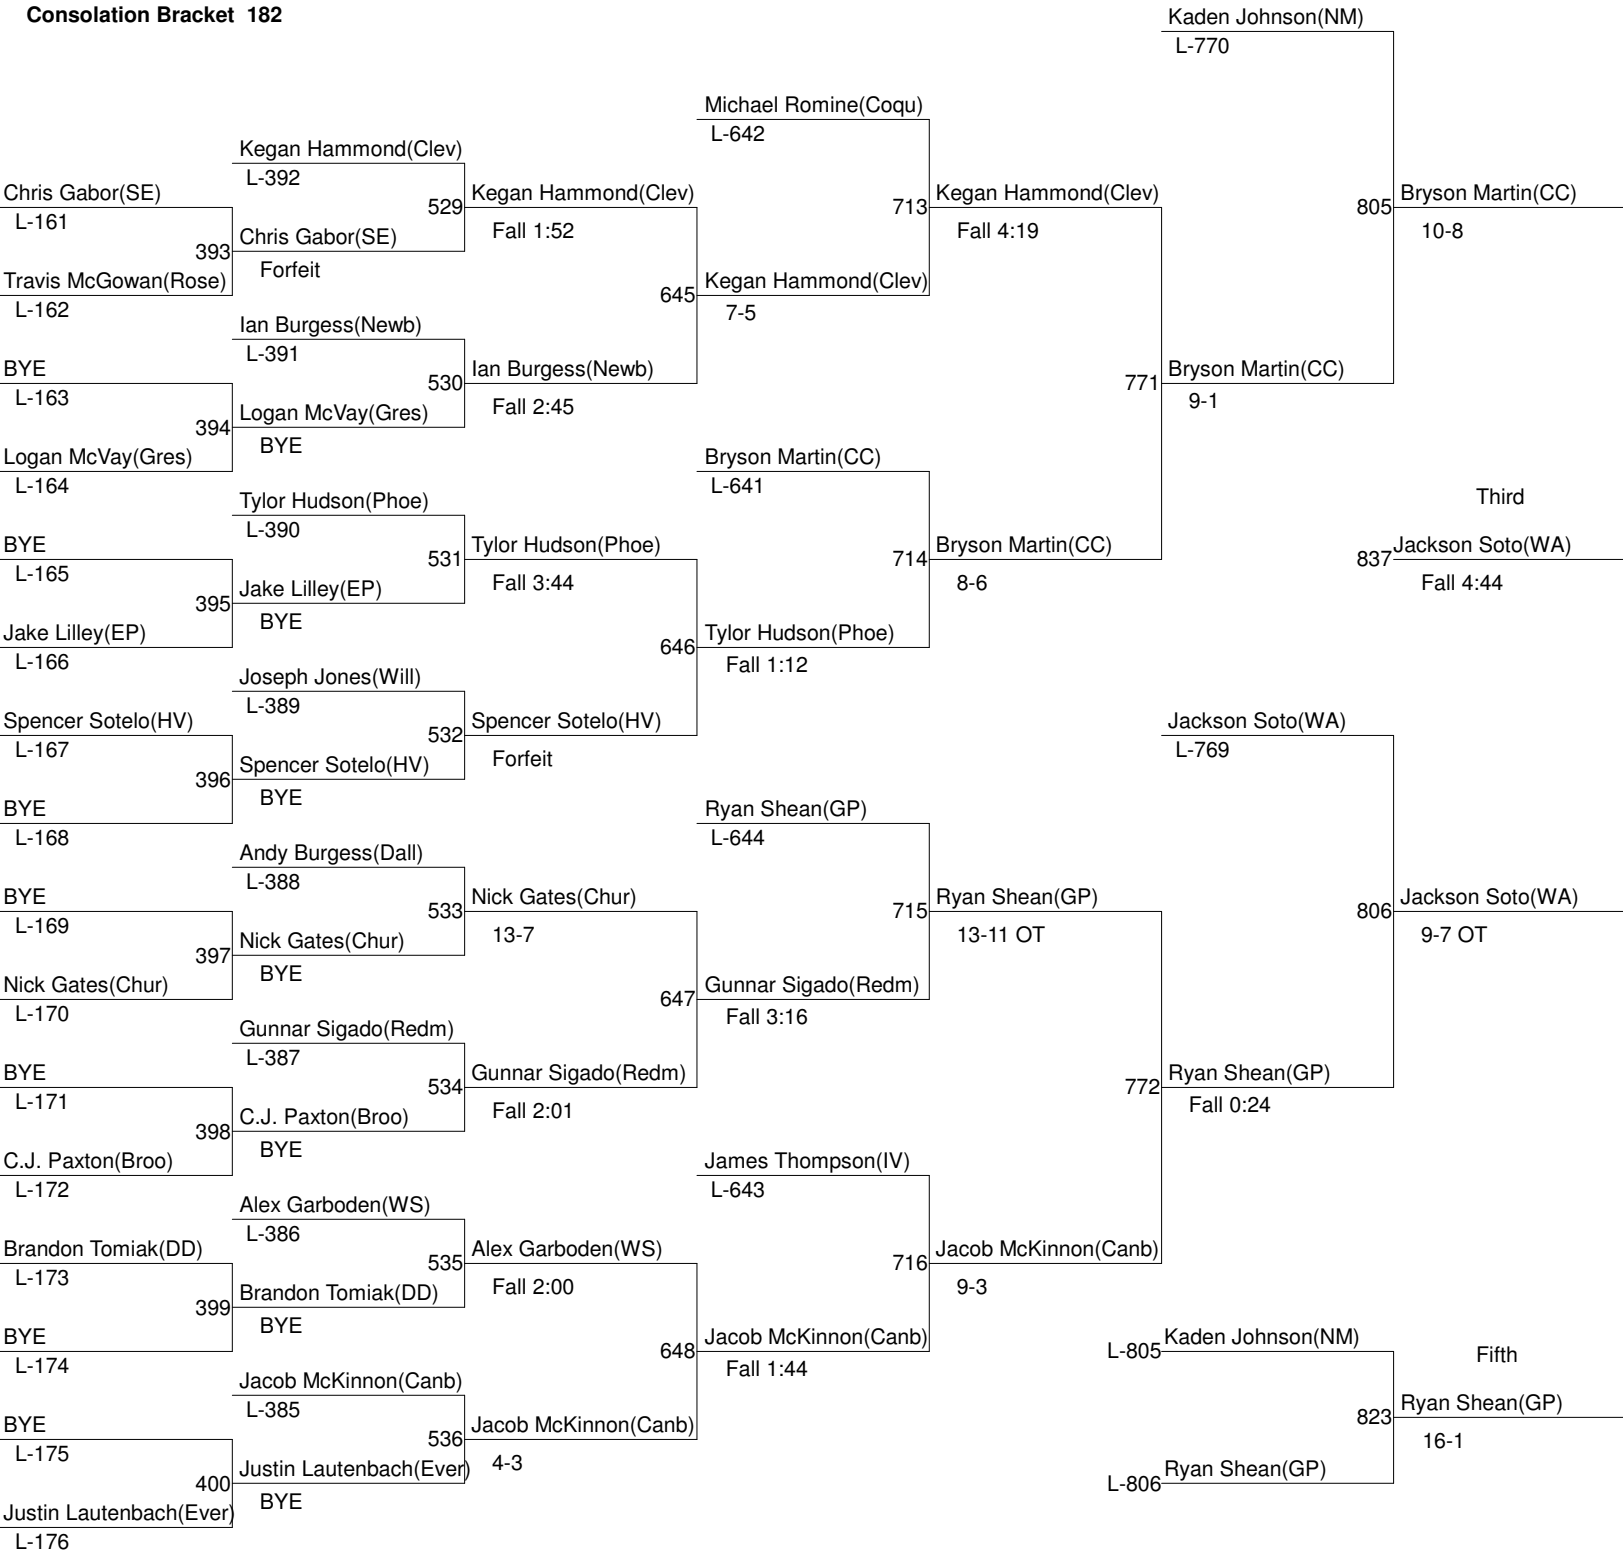 Consolation Bracket 182
Kaden Johnson(NM)
L-770
Michael Romine(Coqu)
L-642
Kegan Hammond(Clev)
L-392
Chris Gabor(SE)
L-161
529
Kegan Hammond(Clev)
Fall 1:52
713
Kegan Hammond(Clev)
Fall 4:19
805
Bryson Martin(CC)
10-8
393
Chris Gabor(SE)
Forfeit
Travis McGowan(Rose)
L-162
645
Kegan Hammond(Clev)
7-5
Ian Burgess(Newb)
L-391
BYE
L-163
530
Ian Burgess(Newb)
Fall 2:45
771
Bryson Martin(CC)
9-1
394
Logan McVay(Gres)
BYE
Logan McVay(Gres)
L-164
Bryson Martin(CC)
L-641
Tylor Hudson(Phoe)
L-390
Third
BYE
L-165
531
Tylor Hudson(Phoe)
Fall 3:44
714
Bryson Martin(CC)
8-6
837
Jackson Soto(WA)
Fall 4:44
395
Jake Lilley(EP)
BYE
Jake Lilley(EP)
L-166
646
Tylor Hudson(Phoe)
Fall 1:12
Joseph Jones(Will)
L-389
Spencer Sotelo(HV)
L-167
532
Spencer Sotelo(HV)
Forfeit
Jackson Soto(WA)
L-769
396
Spencer Sotelo(HV)
BYE
BYE
L-168
Ryan Shean(GP)
L-644
Andy Burgess(Dall)
L-388
BYE
L-169
533
Nick Gates(Chur)
13-7
715
Ryan Shean(GP)
13-11 OT
806
Jackson Soto(WA)
9-7 OT
397
Nick Gates(Chur)
BYE
Nick Gates(Chur)
L-170
647
Gunnar Sigado(Redm)
Fall 3:16
Gunnar Sigado(Redm)
L-387
BYE
L-171
534
Gunnar Sigado(Redm)
Fall 2:01
772
Ryan Shean(GP)
Fall 0:24
398
C.J. Paxton(Broo)
BYE
C.J. Paxton(Broo)
L-172
James Thompson(IV)
L-643
Alex Garboden(WS)
L-386
Brandon Tomiak(DD)
L-173
535
Alex Garboden(WS)
Fall 2:00
716
Jacob McKinnon(Canb)
9-3
399
Brandon Tomiak(DD)
BYE
BYE
L-174
648
Jacob McKinnon(Canb)
Fall 1:44
L-805
Kaden Johnson(NM)
Fifth
Jacob McKinnon(Canb)
L-385
BYE
L-175
536
Jacob McKinnon(Canb)
4-3
823
Ryan Shean(GP)
16-1
400
Justin Lautenbach(Ever)
BYE
L-806
Ryan Shean(GP)
Justin Lautenbach(Ever)
L-176